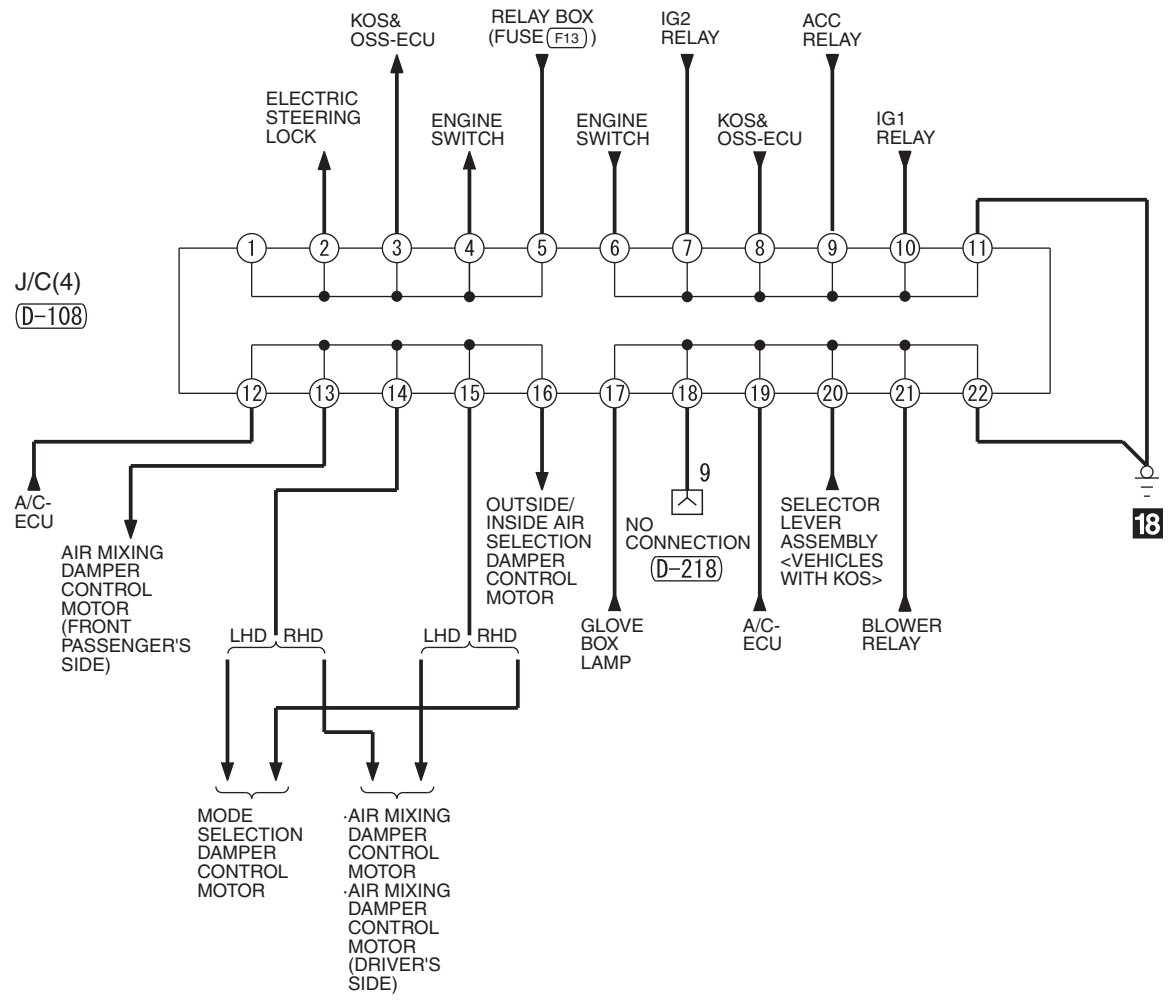 KOS&
OSS-ECU
RELAY BOX
(FUSE F13 )
IG2
RELAY
ACC
RELAY
ELECTRIC
STEERING
LOCK
ENGINE
SWITCH
ENGINE
SWITCH
KOS&
OSS-ECU
IG1
RELAY
1 2 3 4 5 6 7 8 9 10 11
J/C(4)
D-108
12 13 14 15 16 17 18 19 20 21 22
9
A/C-
ECU
AIR MIXING
DAMPER
CONTROL
MOTOR
(FRONT
PASSENGER'S
SIDE)
OUTSIDE/
INSIDE AIR
SELECTION
DAMPER
CONTROL
MOTOR
NO
CONNECTION
D-218
SELECTOR
LEVER
ASSEMBLY
<VEHICLES
WITH KOS>
18
GLOVE
BOX
LAMP
A/C-
ECU
BLOWER
RELAY
LHD RHD
LHD RHD
MODE
SELECTION
DAMPER
CONTROL
MOTOR
·AIR MIXING
DAMPER
CONTROL
MOTOR
·AIR MIXING
DAMPER
CONTROL
MOTOR
(DRIVER'S
SIDE)